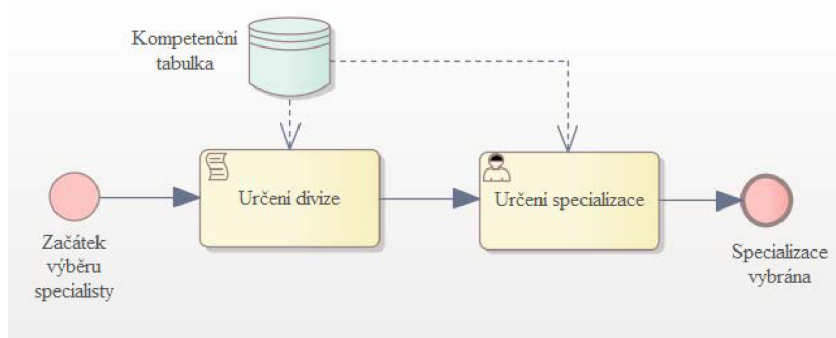 Kompetenční
tabulka
Určení divize
Určení specializace
Začátek
výběru
specialisty
Specializace
vybrána